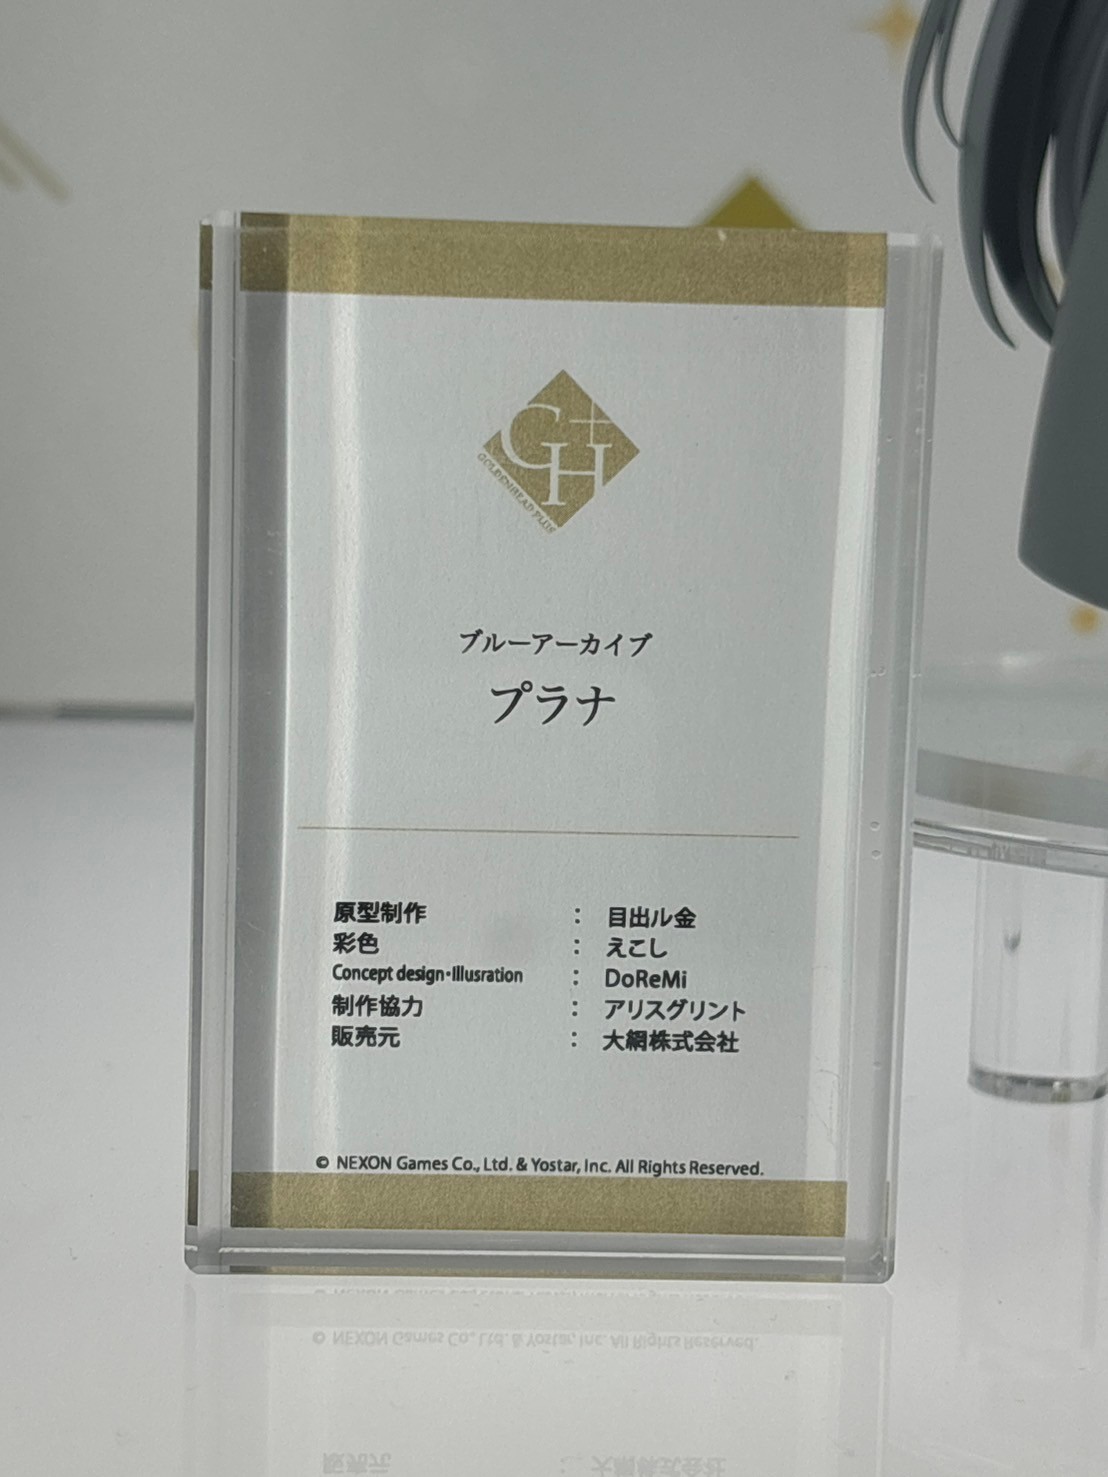 GH+
GOLDENHEAD PLUS
ブルーアーカイブ
プラナ
原型制作 : 目出ル金
彩色 : えこし
Concept design・Illusration : DoReMi
制作協力 : アリスグリント
販売元 : 大網株式会社
© NEXON Games Co., Ltd. & Yostar, Inc. All Rights Reserved.